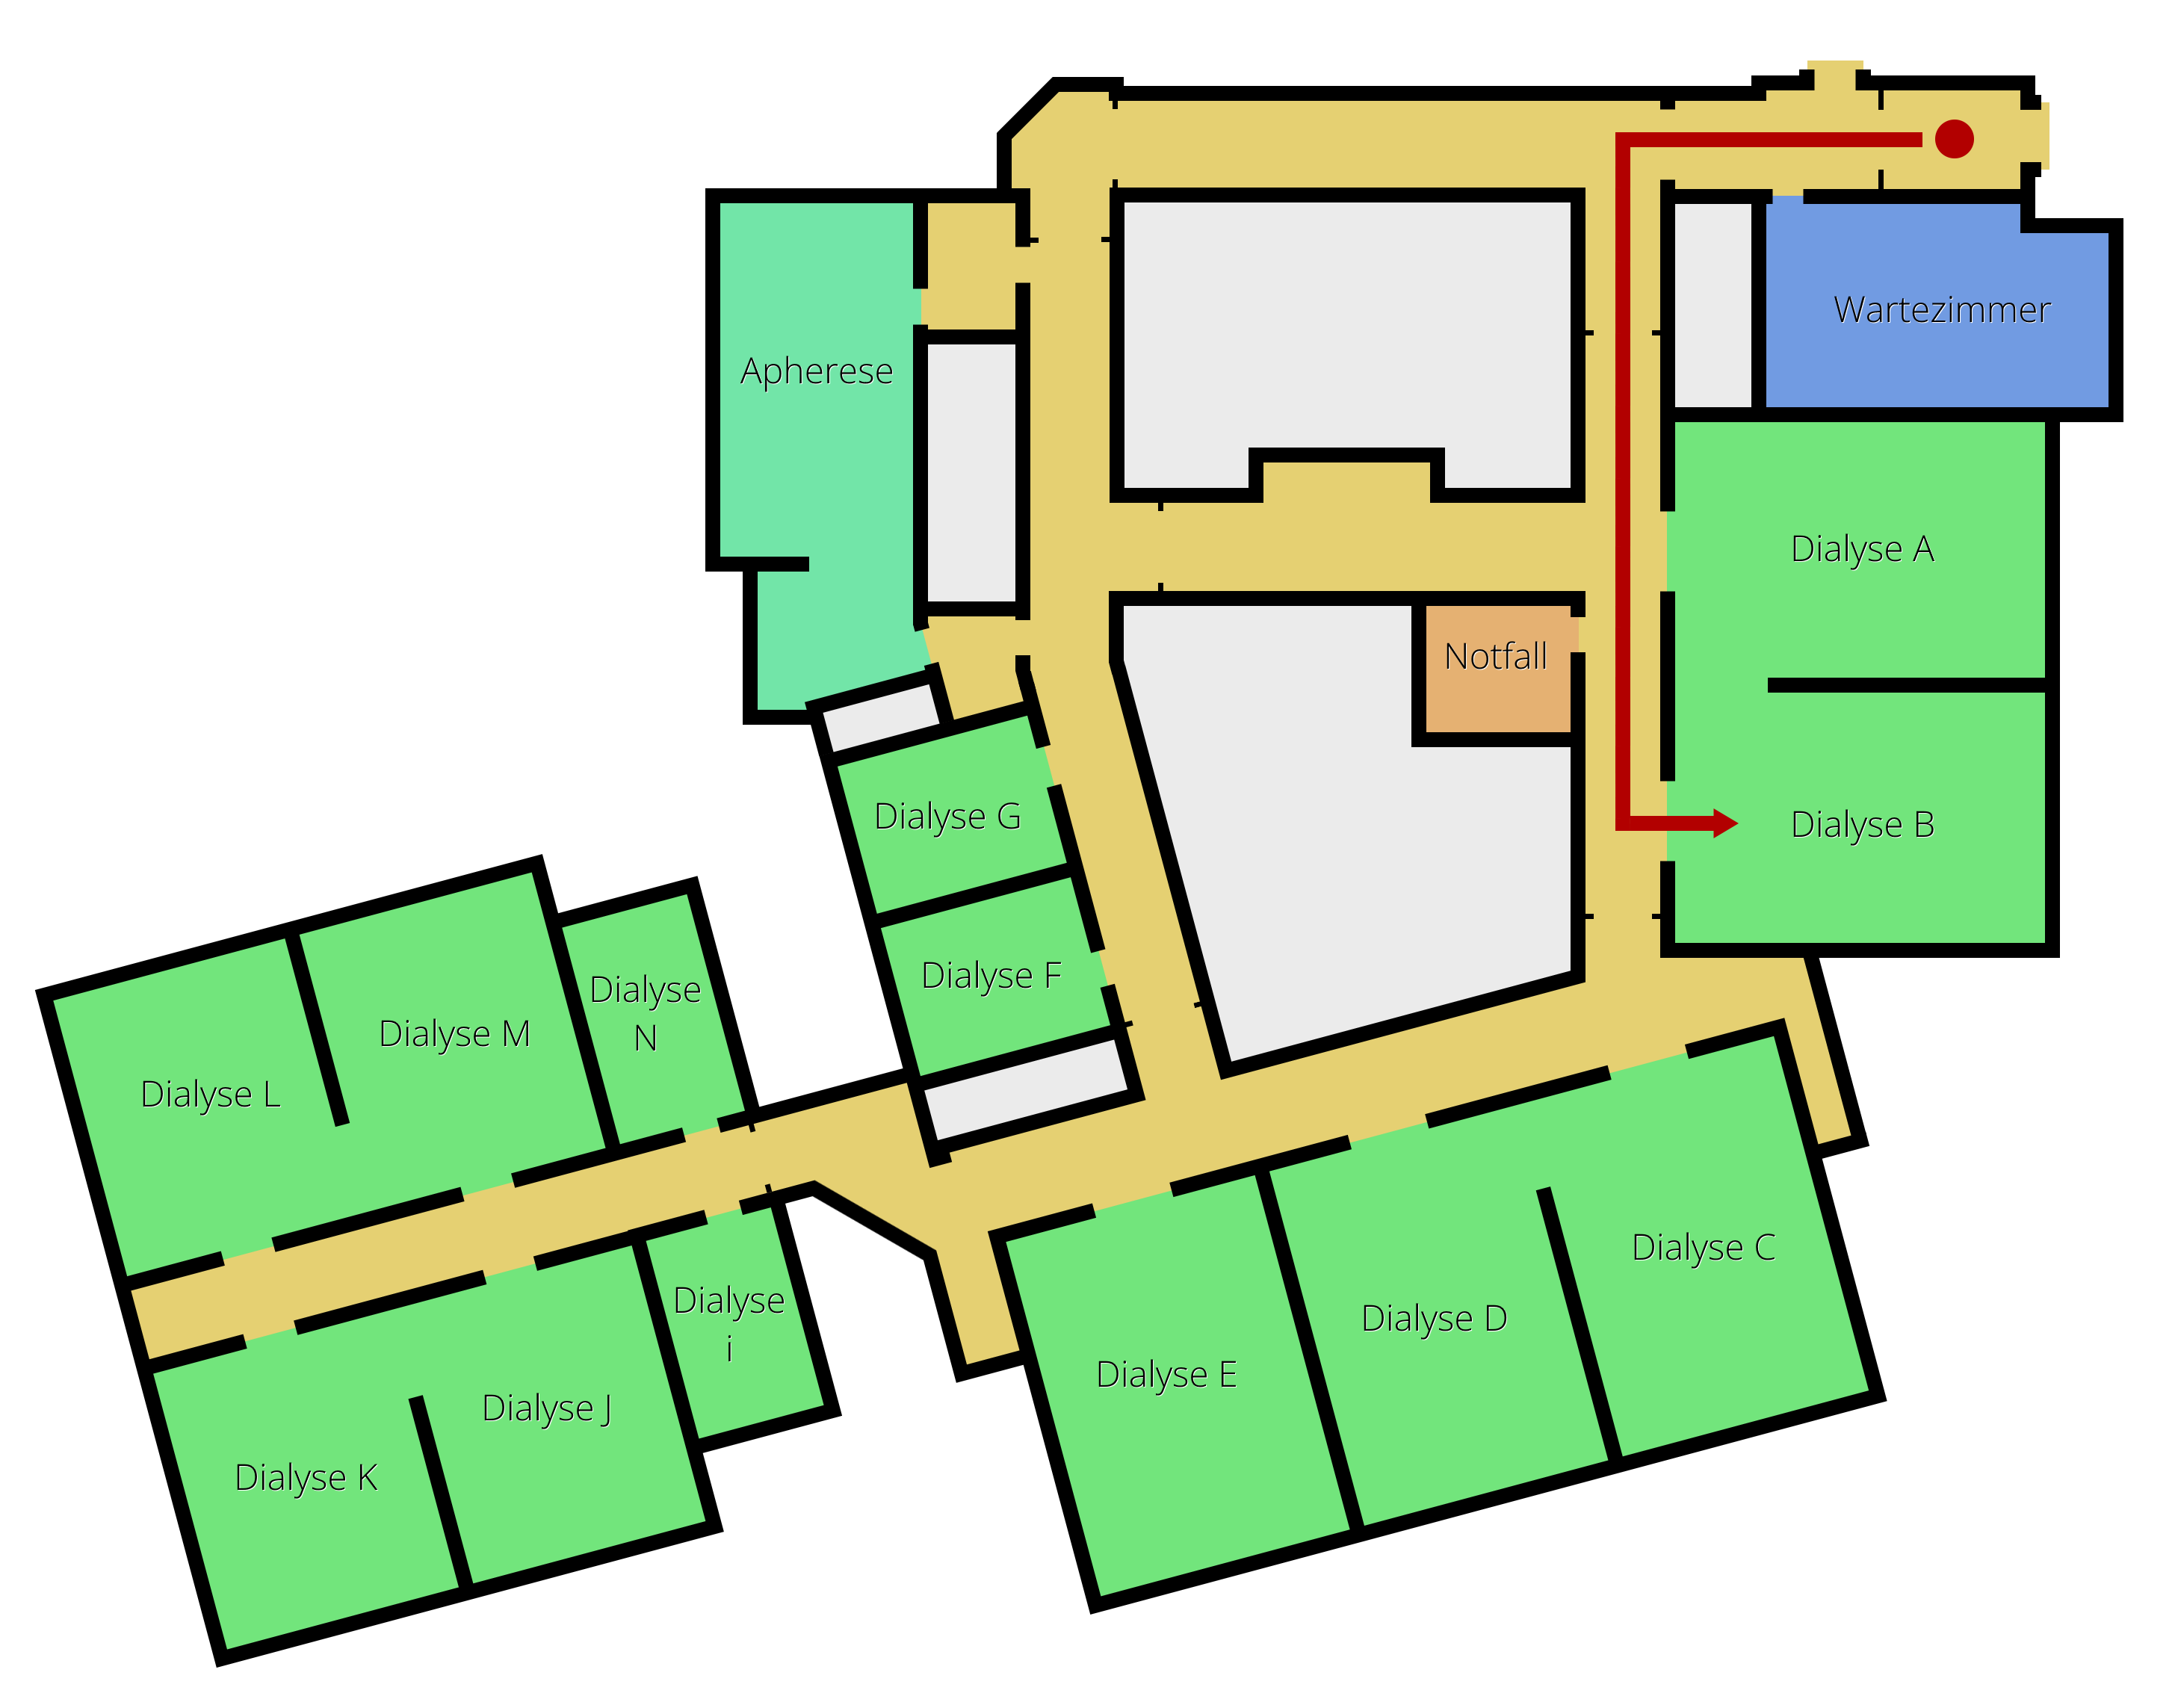 Wartezimmer
Apherese
Dialyse A
Notfall
Dialyse G
Dialyse B
Dialyse F
Dialyse
N
Dialyse M
Dialyse L
Dialyse C
Dialyse
i
Dialyse D
Dialyse E
Dialyse J
Dialyse K